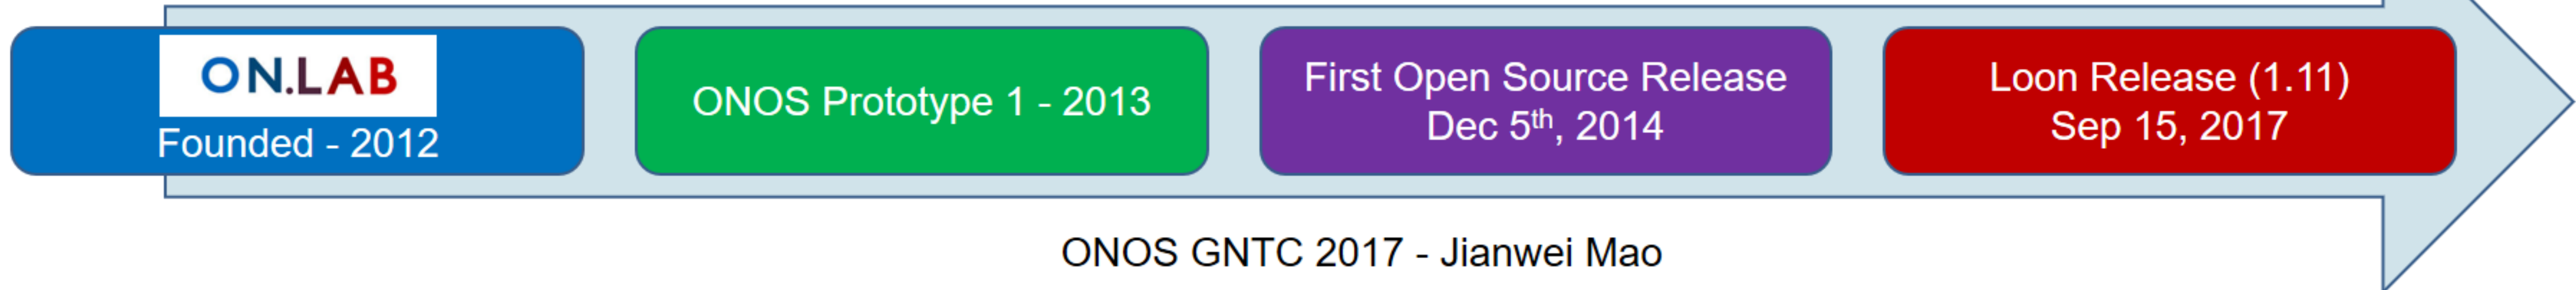 ON.LAB
Founded - 2012
ONOS Prototype 1 - 2013
First Open Source Release
Dec 5th, 2014
Loon Release (1.11)
Sep 15, 2017
ONOS GNTC 2017 - Jianwei Mao